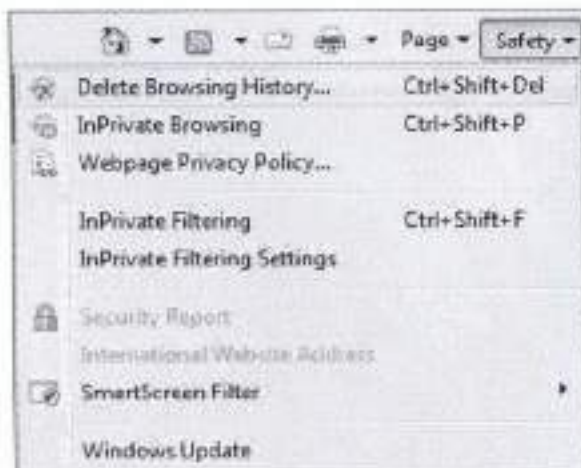 Page Safety
Delete Browsing History... Ctrl+Shift+Del
InPrivate Browsing Ctrl+Shift+P
Webpage Privacy Policy...
InPrivate Filtering Ctrl+Shift+F
InPrivate Filtering Settings
Security Report
International Website Address
SmartScreen Filter
Windows Update